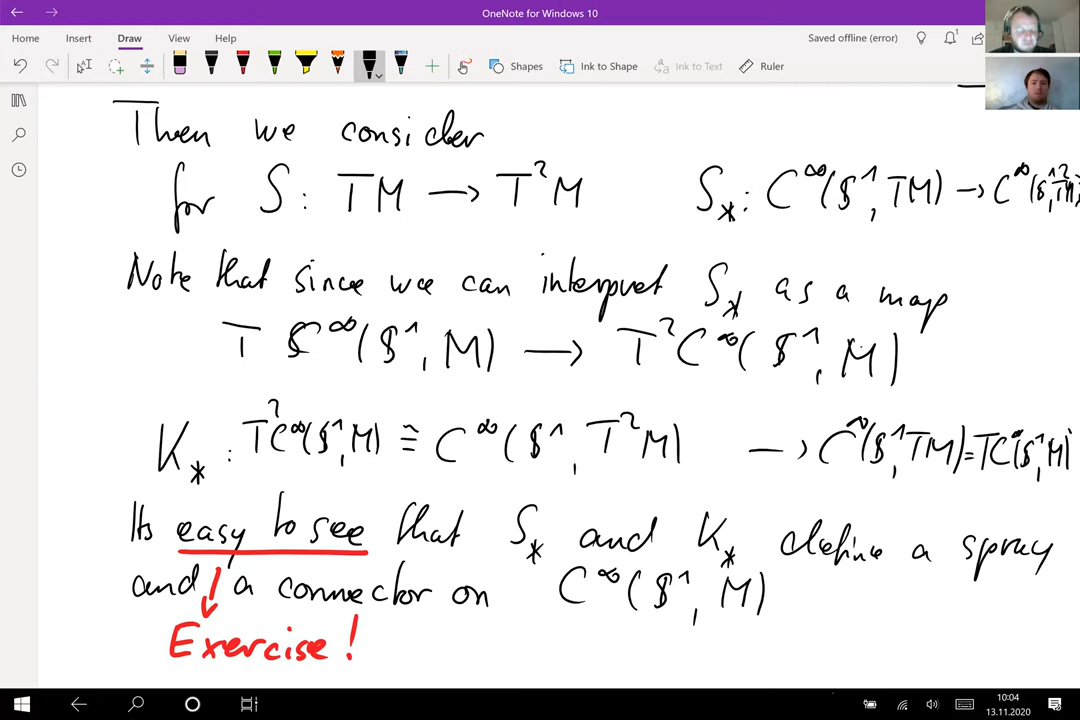 OneNote for Windows 10
Home Insert Draw View Help
Saved offline (error)
Shapes Ink to Shape Ink to Text Ruler
Then we consider
for S: TM → T²M S_*: C^∞(𝕊¹, TM) → C^∞(𝕊¹, T²M)
Note that since we can interpret S_* as a map
T C^∞(𝕊¹, M) → T²C^∞(𝕊¹, M)
K_*: T²C^∞(𝕊¹, M) ≅ C^∞(𝕊¹, T²M) → C^∞(𝕊¹, TM) = TC^∞(𝕊¹, M)
Its easy to see that S_* and K_* define a spray
and a connector on C^∞(𝕊¹, M)
Exercise!
10:04
13.11.2020